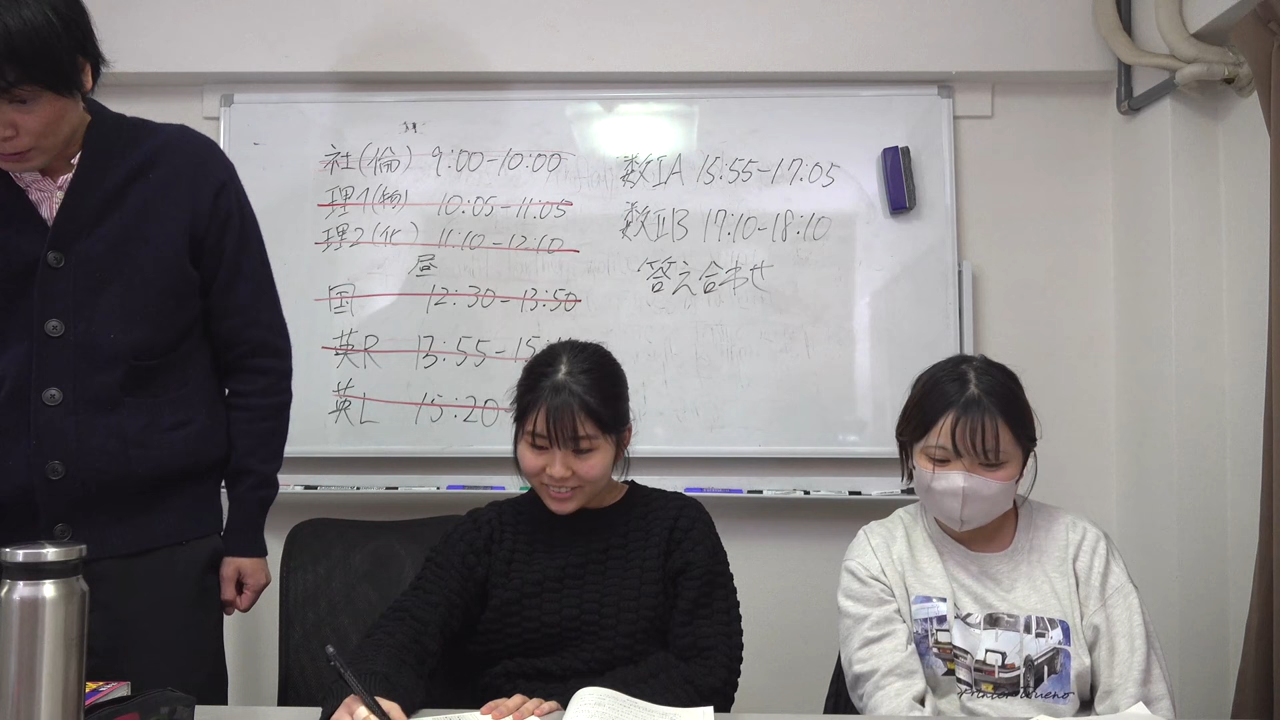 社(倫) 9:00-10:00
理1(物) 10:05-11:05
理2(化) 11:10-12:10
昼
国 12:30-13:50
英R 13:55-15:
英L 15:20
数IA 15:55-17:05
数IIB 17:10-18:10
答え合わせ